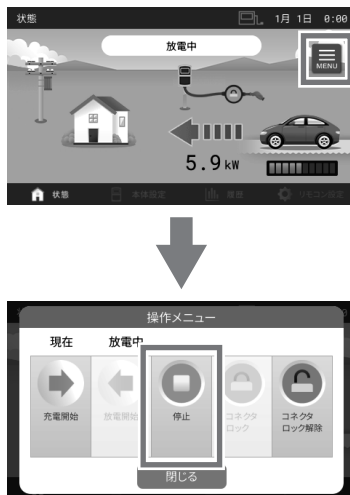 状態 1月 1日 0:00
放電中
MENU
5.9 kW
状態 本体設定 履歴 リモコン設定
操作メニュー
現在 放電中
充電開始 放電開始 停止 コネクタ
ロック コネクタ
ロック解除
閉じる